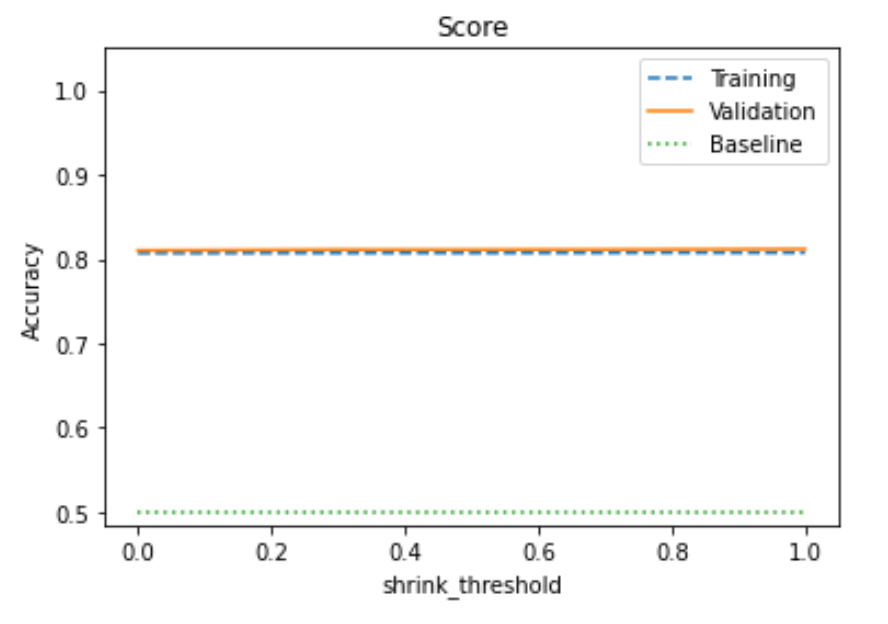 Score
Training
Validation
Baseline
1.0
0.9
0.8
0.7
0.6
0.5
Accuracy
0.0 0.2 0.4 0.6 0.8 1.0
shrink_threshold